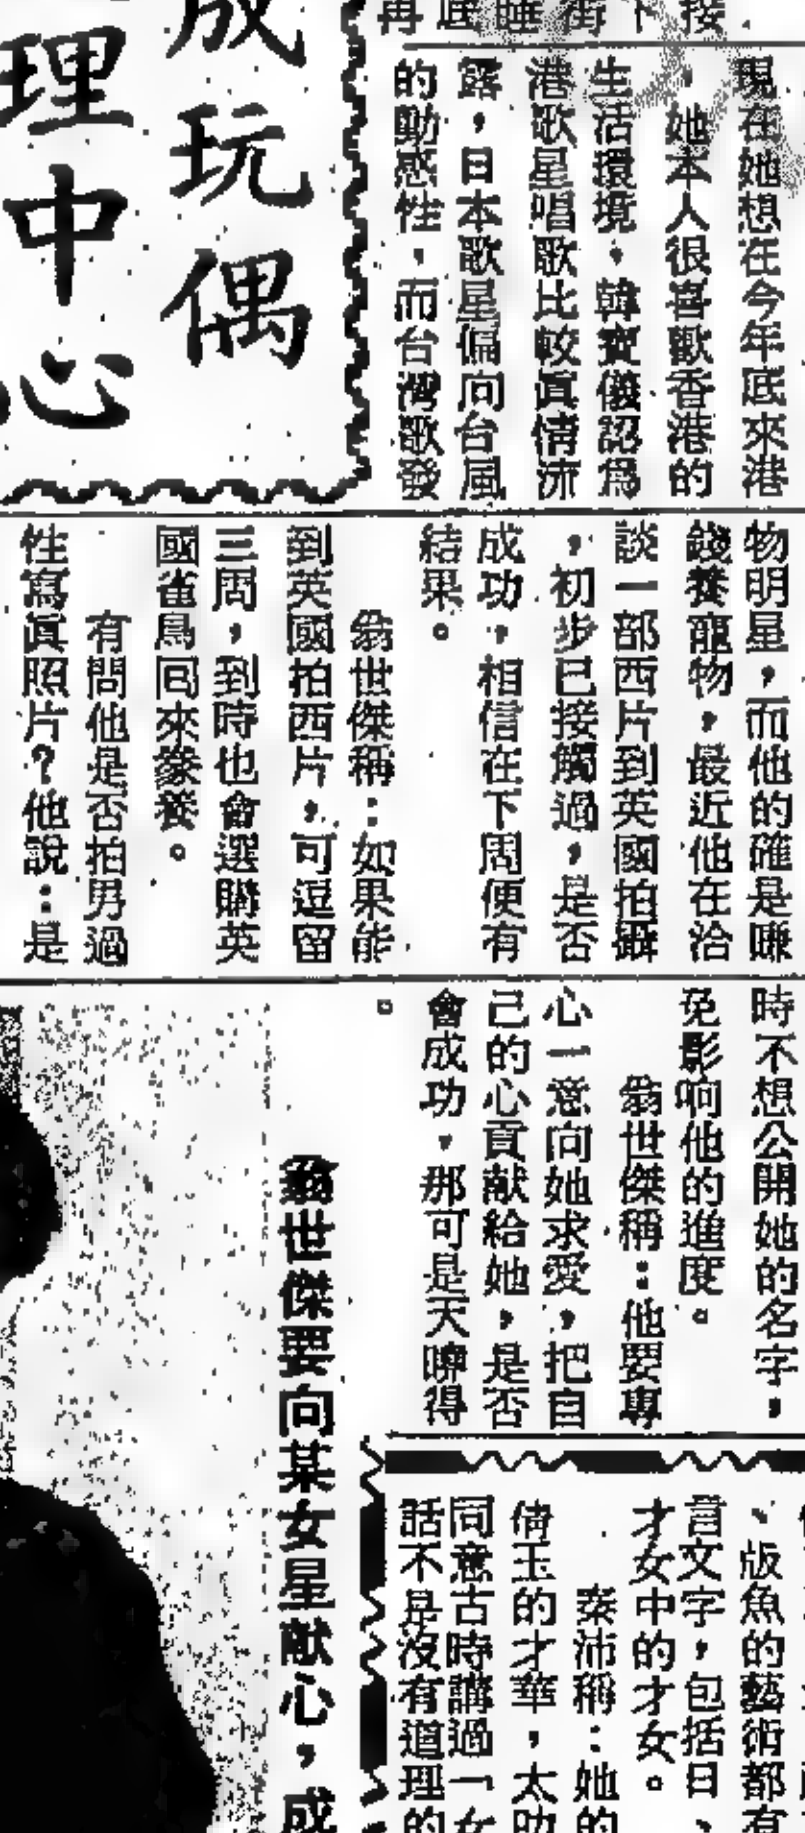 成玩偶
理中心
再底睡街下接
現在她想在今年底來港
，她本人很喜歡香港的
生活環境，韓寶儀認爲
港歌星唱歌比較眞情流
露，日本歌星偏向台風
的動感性，而台灣歌發
物明星，而他的確是賺
錢養寵物，最近他在洽
談一部西片到英國拍攝
，初步已接觸過，是否
成功，相信在下周便有
結果。
翁世傑稱：如果能
到英國拍西片，可逗留
三周，到時也會選購英
國雀鳥回來豢養。
有問他是否拍男過
性寫眞照片？他說：是
時不想公開她的名字，
免影响他的進度。
翁世傑稱：他要專
心一意向她求愛，把自
己的心貢献給她，是否
會成功，那可是天曉得
。
翁世傑要向某女星献心，成
、版魚的藝術都有
言文字，包括日、
才女中的才女。
秦沛稱：她的
倩玉的才華，太
同意古時講過一女
話不是沒有道理的